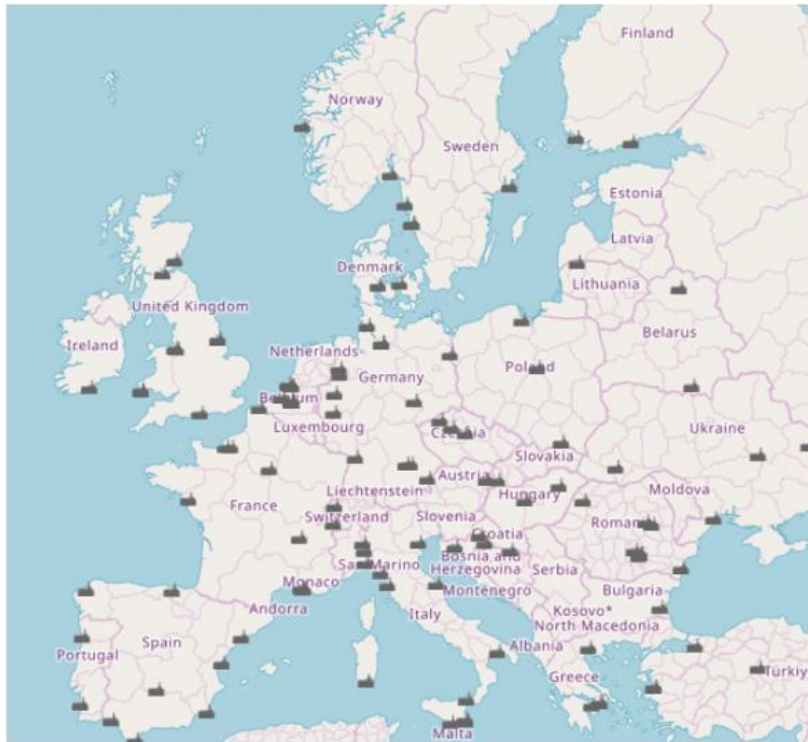 Finland
Norway
Sweden
Estonia
Latvia
Denmark
Lithuania
United Kingdom
Belarus
Ireland
Netherlands
Poland
Germany
Belgium
Ukraine
Luxembourg
Czechia
Slovakia
Austria
Moldova
Liechtenstein
Hungary
France
Switzerland
Slovenia
Romania
Croatia
San Marino
Bosnia and
Herzegovina
Serbia
Monaco
Montenegro
Bulgaria
Andorra
Italy
Kosovo*
North Macedonia
Spain
Portugal
Albania
Türkiy
Greece
Malta